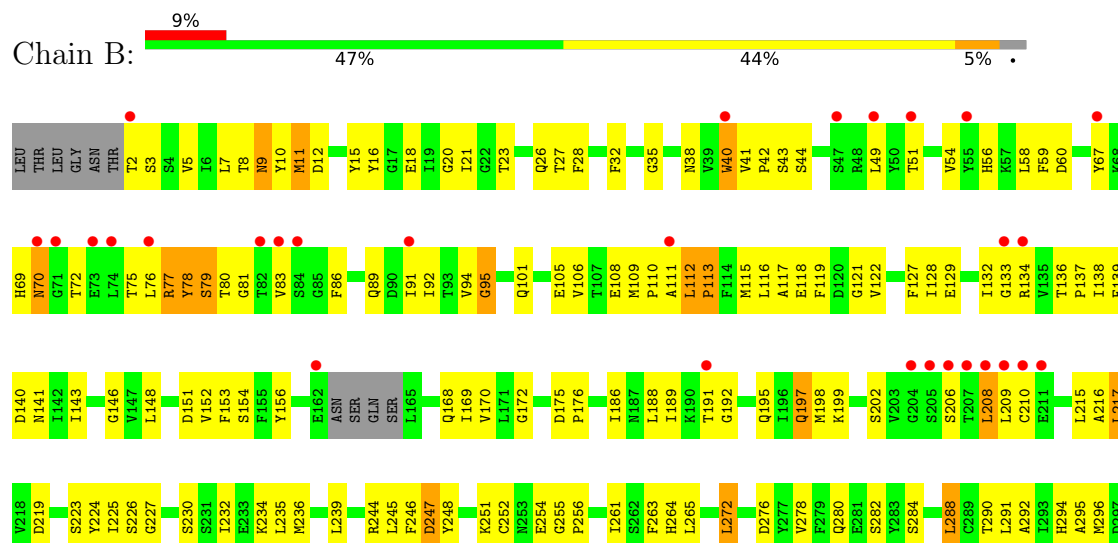 9%
Chain B:
47% 44% 5% •
LEU THR LEU GLY ASN THR T2 S3 S4 V5 I6 L7 T8 N9 Y10 M11 D12 Y15 Y16 G17 E18 I19 G20 I21 G22 T23 Q26 T27 F28 F32 G35 N38 V39 W40 V41 P42 S43 S44 S47 R48 L49 Y50 T51 V54 Y55 H56 K57 L58 F59 D60 Y67 K68
H69 N70 G71 T72 E73 L74 T75 L76 R77 Y78 S79 T80 G81 T82 V83 S84 G85 F86 Q89 D90 I91 I92 T93 V94 G95 Q101 E105 V106 T107 E108 M109 P110 A111 L112 P113 F114 M115 L116 A117 E118 F119 D120 G121 V122 F127 I128 E129 I132 G133 R134 V135 T136 P137 I138
D140 N141 I142 I143 G146 V147 L148 D151 V152 F153 S154 F155 Y156 E162 ASN SER GLN SER L165 Q168 I169 V170 L171 G172 D175 P176 I186 N187 L188 I189 K190 T191 G192 Q195 I196 Q197 M198 K199 S202 V203 G204 S205 S206 T207 L208 L209 C210 E211 L215 A216
V218 D219 S223 Y224 I225 S226 G227 S230 S231 I232 E233 K234 L235 M236 L239 R244 L245 F246 D247 Y248 K251 C252 N253 E254 G255 P256 I261 S262 F263 H264 L265 L272 D276 Y277 V278 F279 Q280 E281 S282 Y283 S284 L288 C289 T290 L291 A292 I293 H294 A295 M296